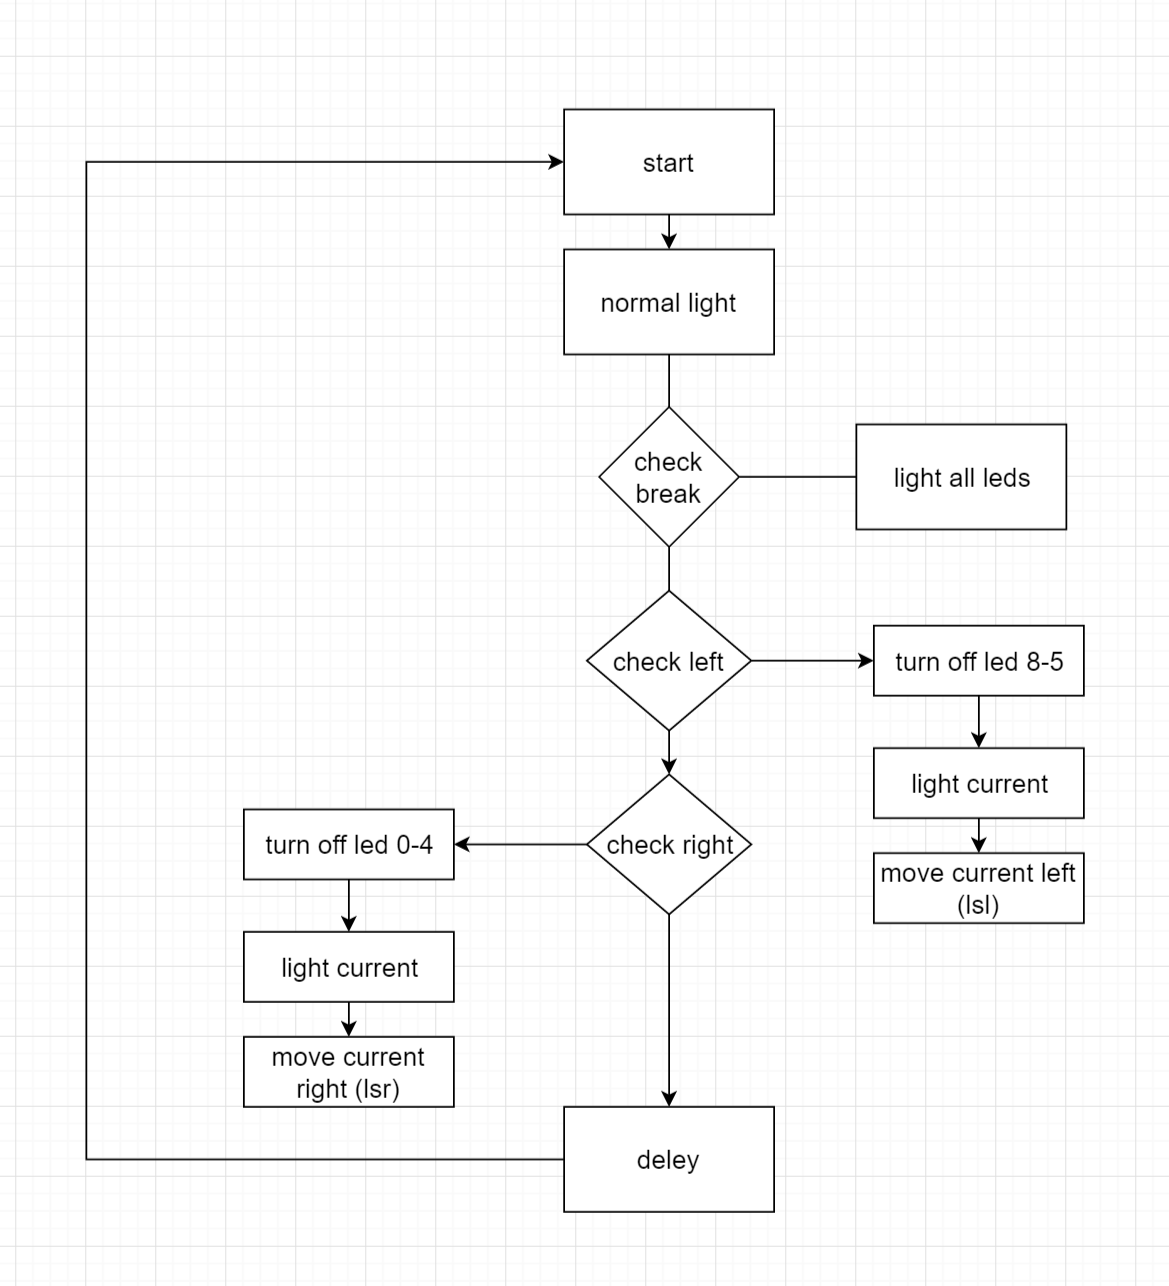 start
normal light
check
break
light all leds
check left
turn off led 8-5
light current
move current left
(lsl)
check right
turn off led 0-4
light current
move current
right (lsr)
deley